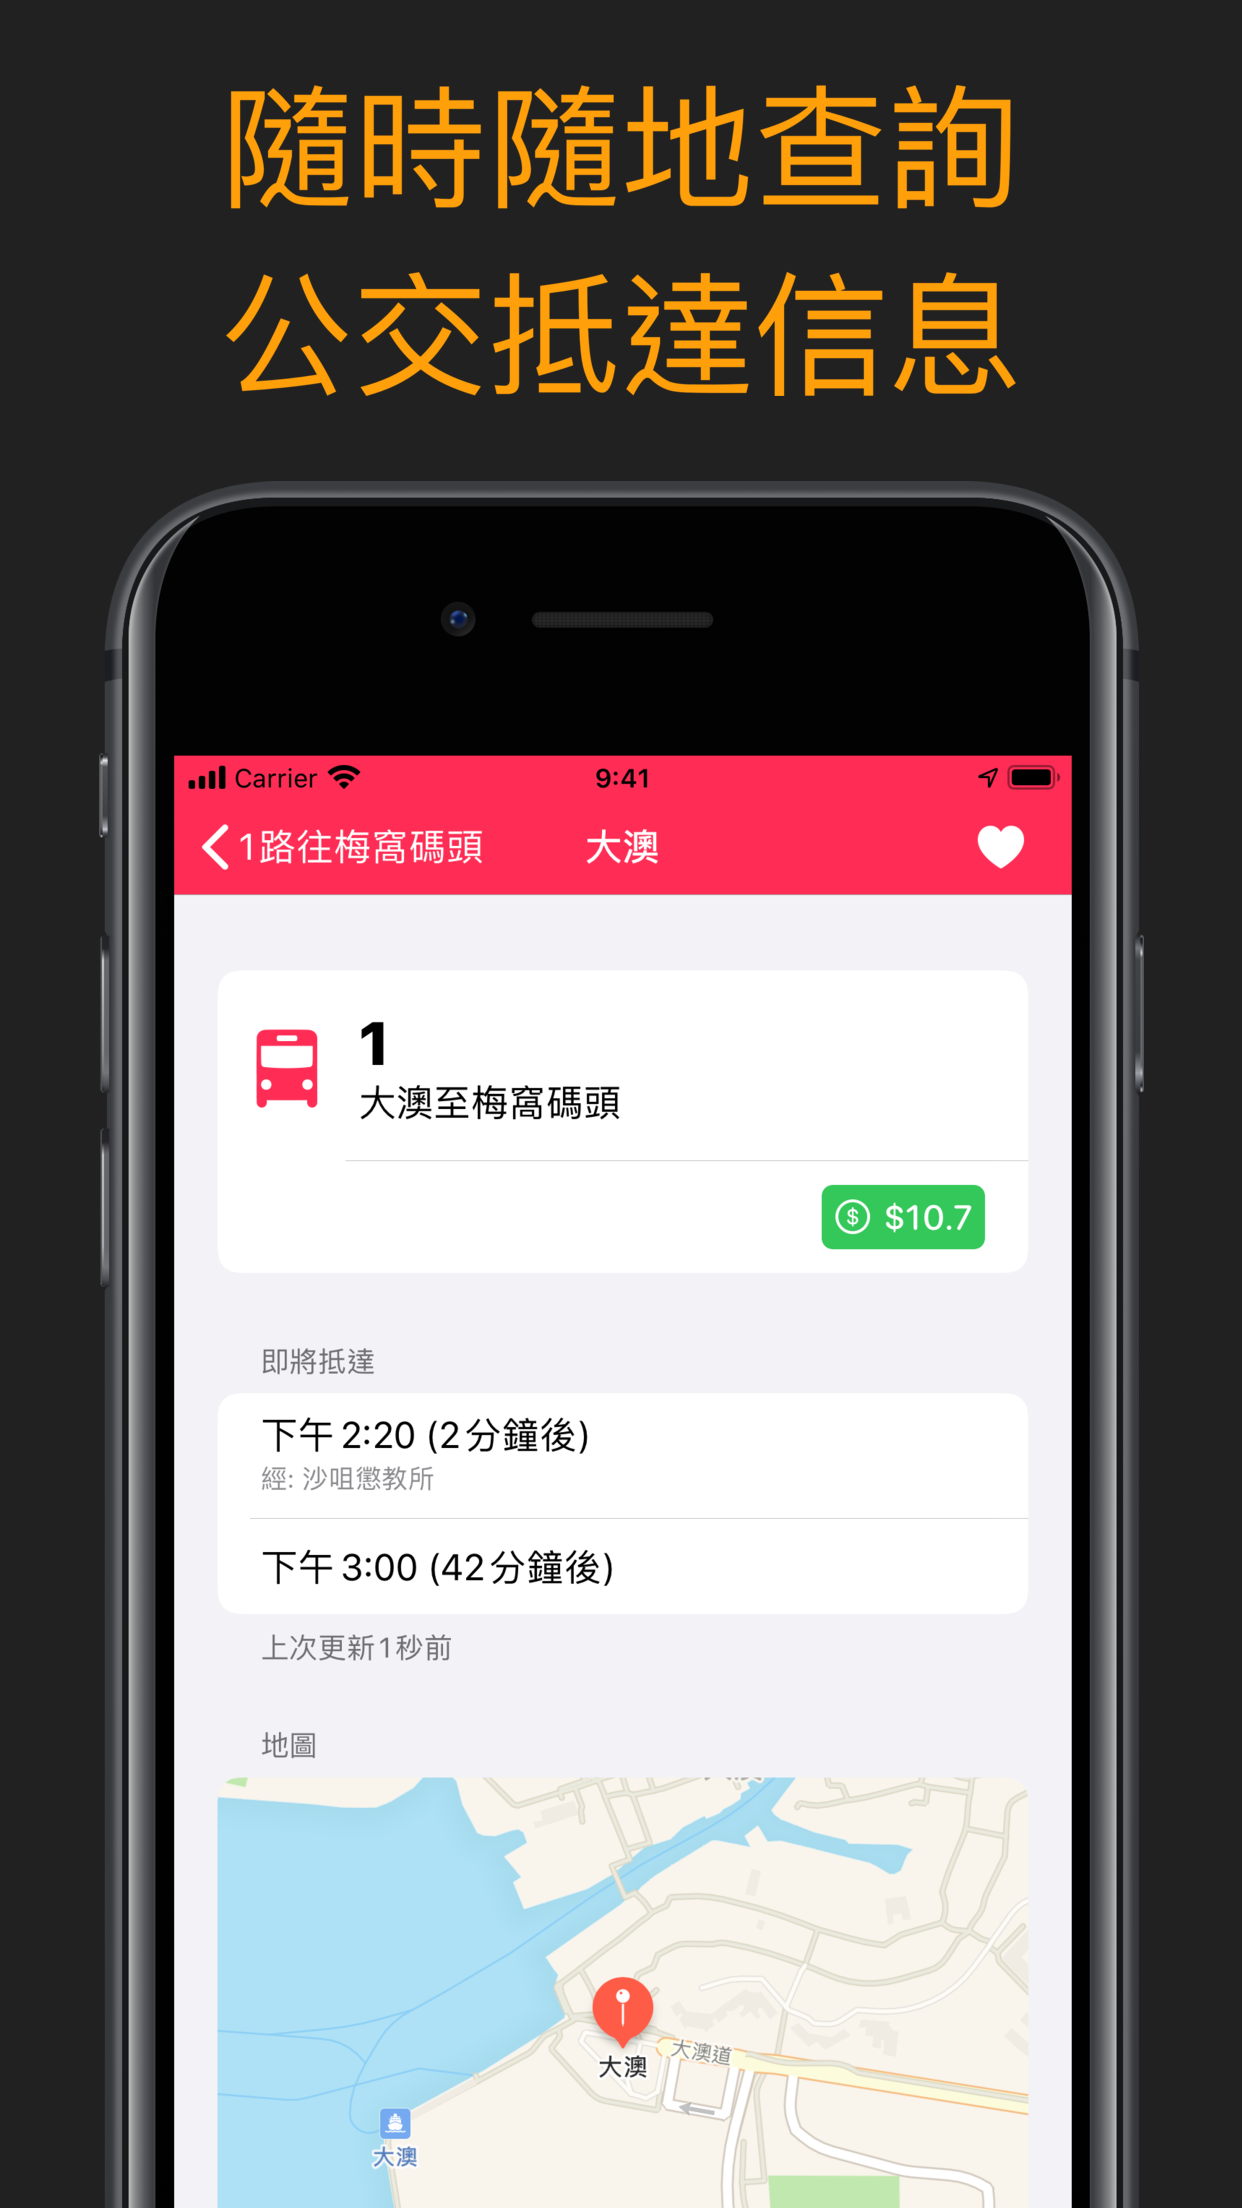 隨時隨地查詢
公交抵達信息
Carrier
9:41
1路往梅窩碼頭
大澳
1
大澳至梅窩碼頭
$ $10.7
即將抵達
下午 2:20 (2 分鐘後)
經: 沙咀懲教所
下午 3:00 (42 分鐘後)
上次更新 1 秒前
地圖
大澳
大澳道
大澳